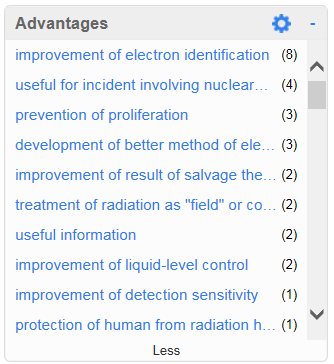 Advantages -
improvement of electron identification (8)
useful for incident involving nuclear... (4)
prevention of proliferation (3)
development of better method of ele... (3)
improvement of result of salvage the... (2)
treatment of radiation as "field" or co... (2)
useful information (2)
improvement of liquid-level control (2)
improvement of detection sensitivity (1)
protection of human from radiation h... (1)
Less